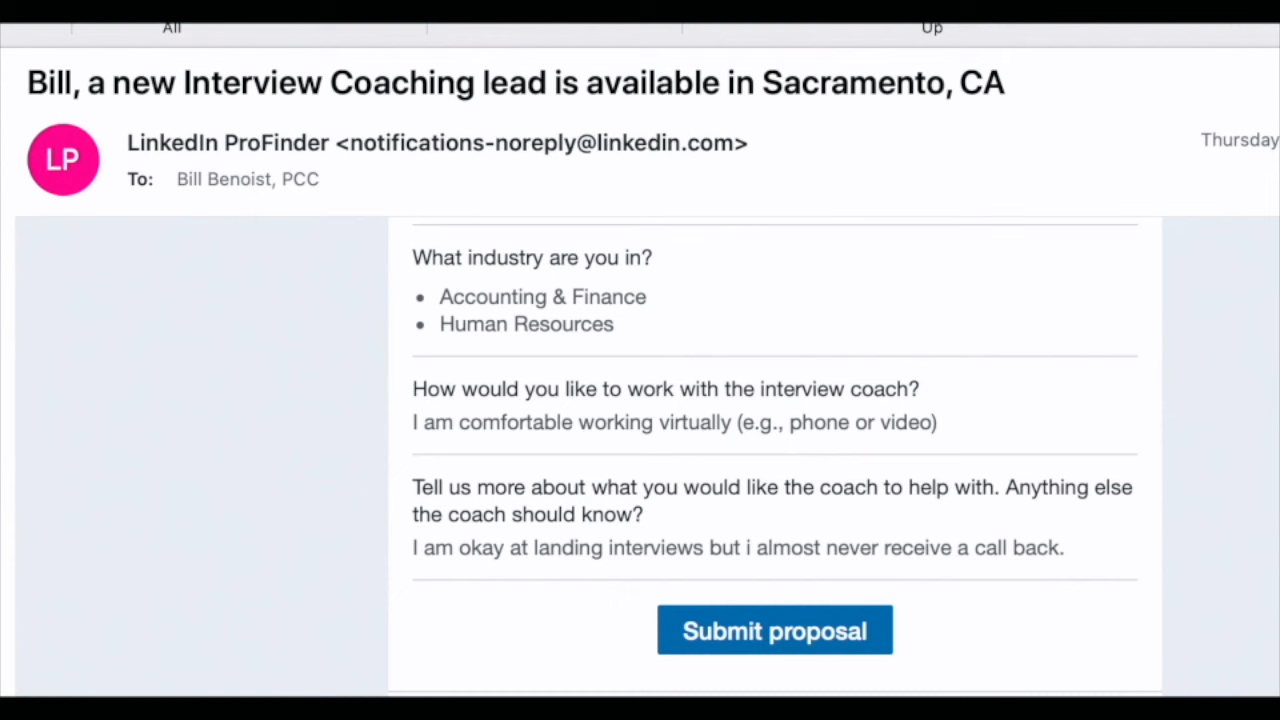 All
Up
Bill, a new Interview Coaching lead is available in Sacramento, CA
LP
LinkedIn ProFinder <notifications-noreply@linkedin.com>
Thursday
To: Bill Benoist, PCC
What industry are you in?
• Accounting & Finance
• Human Resources
How would you like to work with the interview coach?
I am comfortable working virtually (e.g., phone or video)
Tell us more about what you would like the coach to help with. Anything else
the coach should know?
I am okay at landing interviews but i almost never receive a call back.
Submit proposal